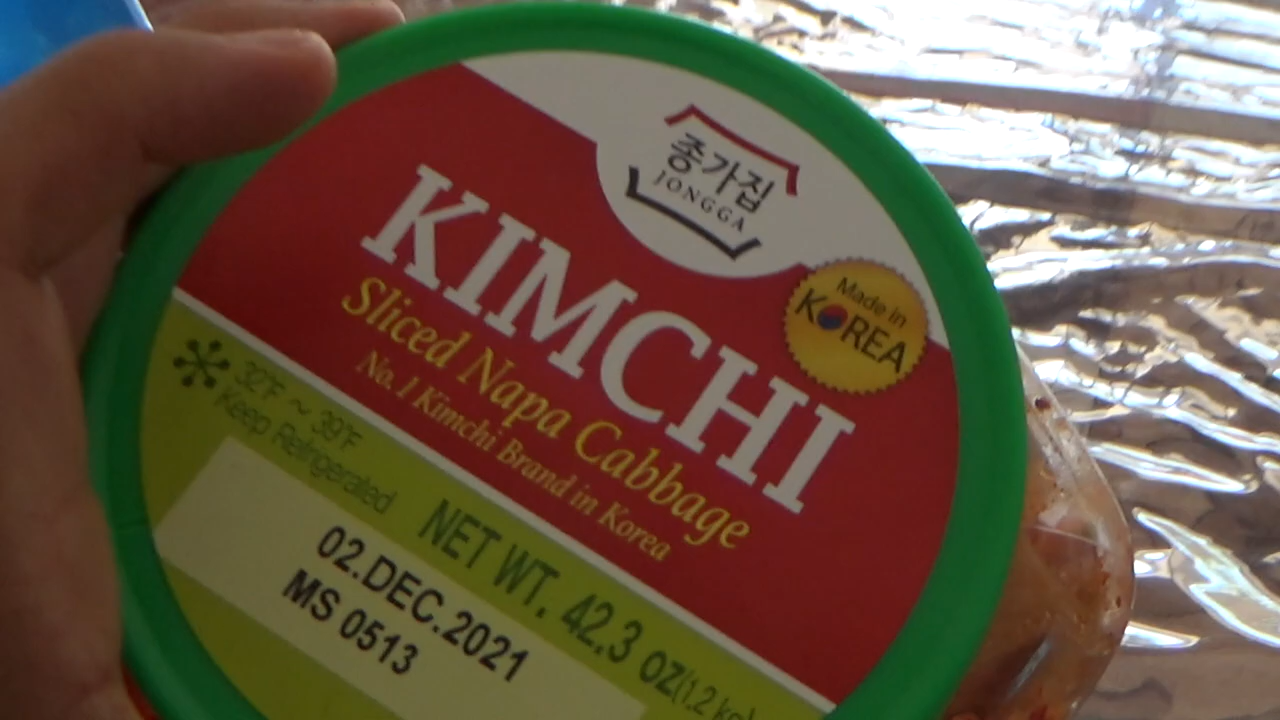 종가집
JONGGA
Made in
KOREA
KIMCHI
Sliced Napa Cabbage
No. 1 Kimchi Brand in Korea
32°F ~ 39°F
Keep Refrigerated
NET WT. 42.3 OZ(1.2 kg)
02.DEC.2021
MS 0513